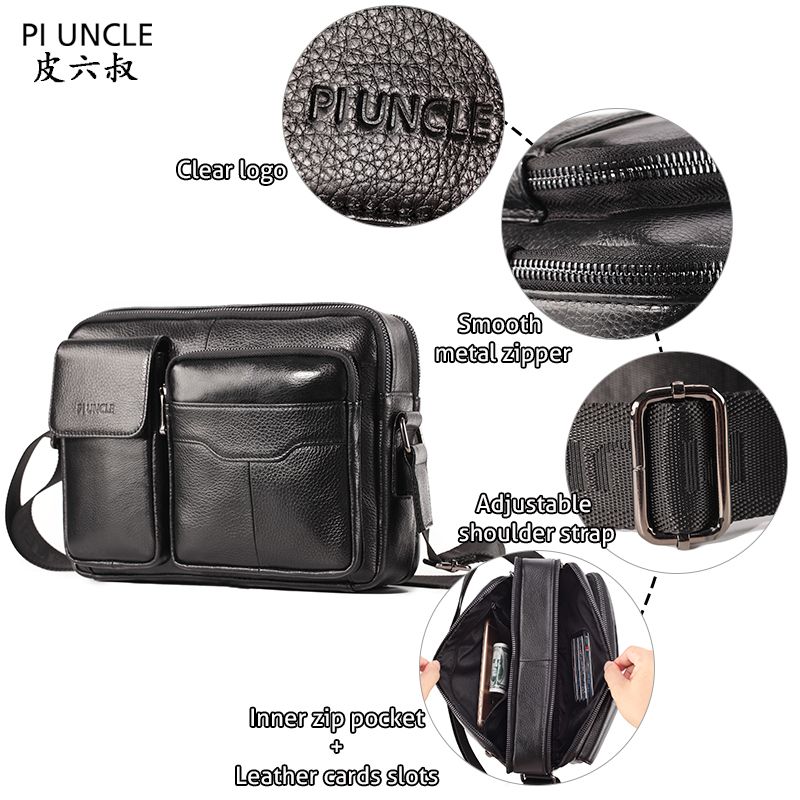 PI UNCLE
皮六叔
PI UNCLE
Clear logo
Smooth
metal zipper
PI UNCLE
Adjustable
shoulder strap
Inner zip pocket
+
Leather cards slots